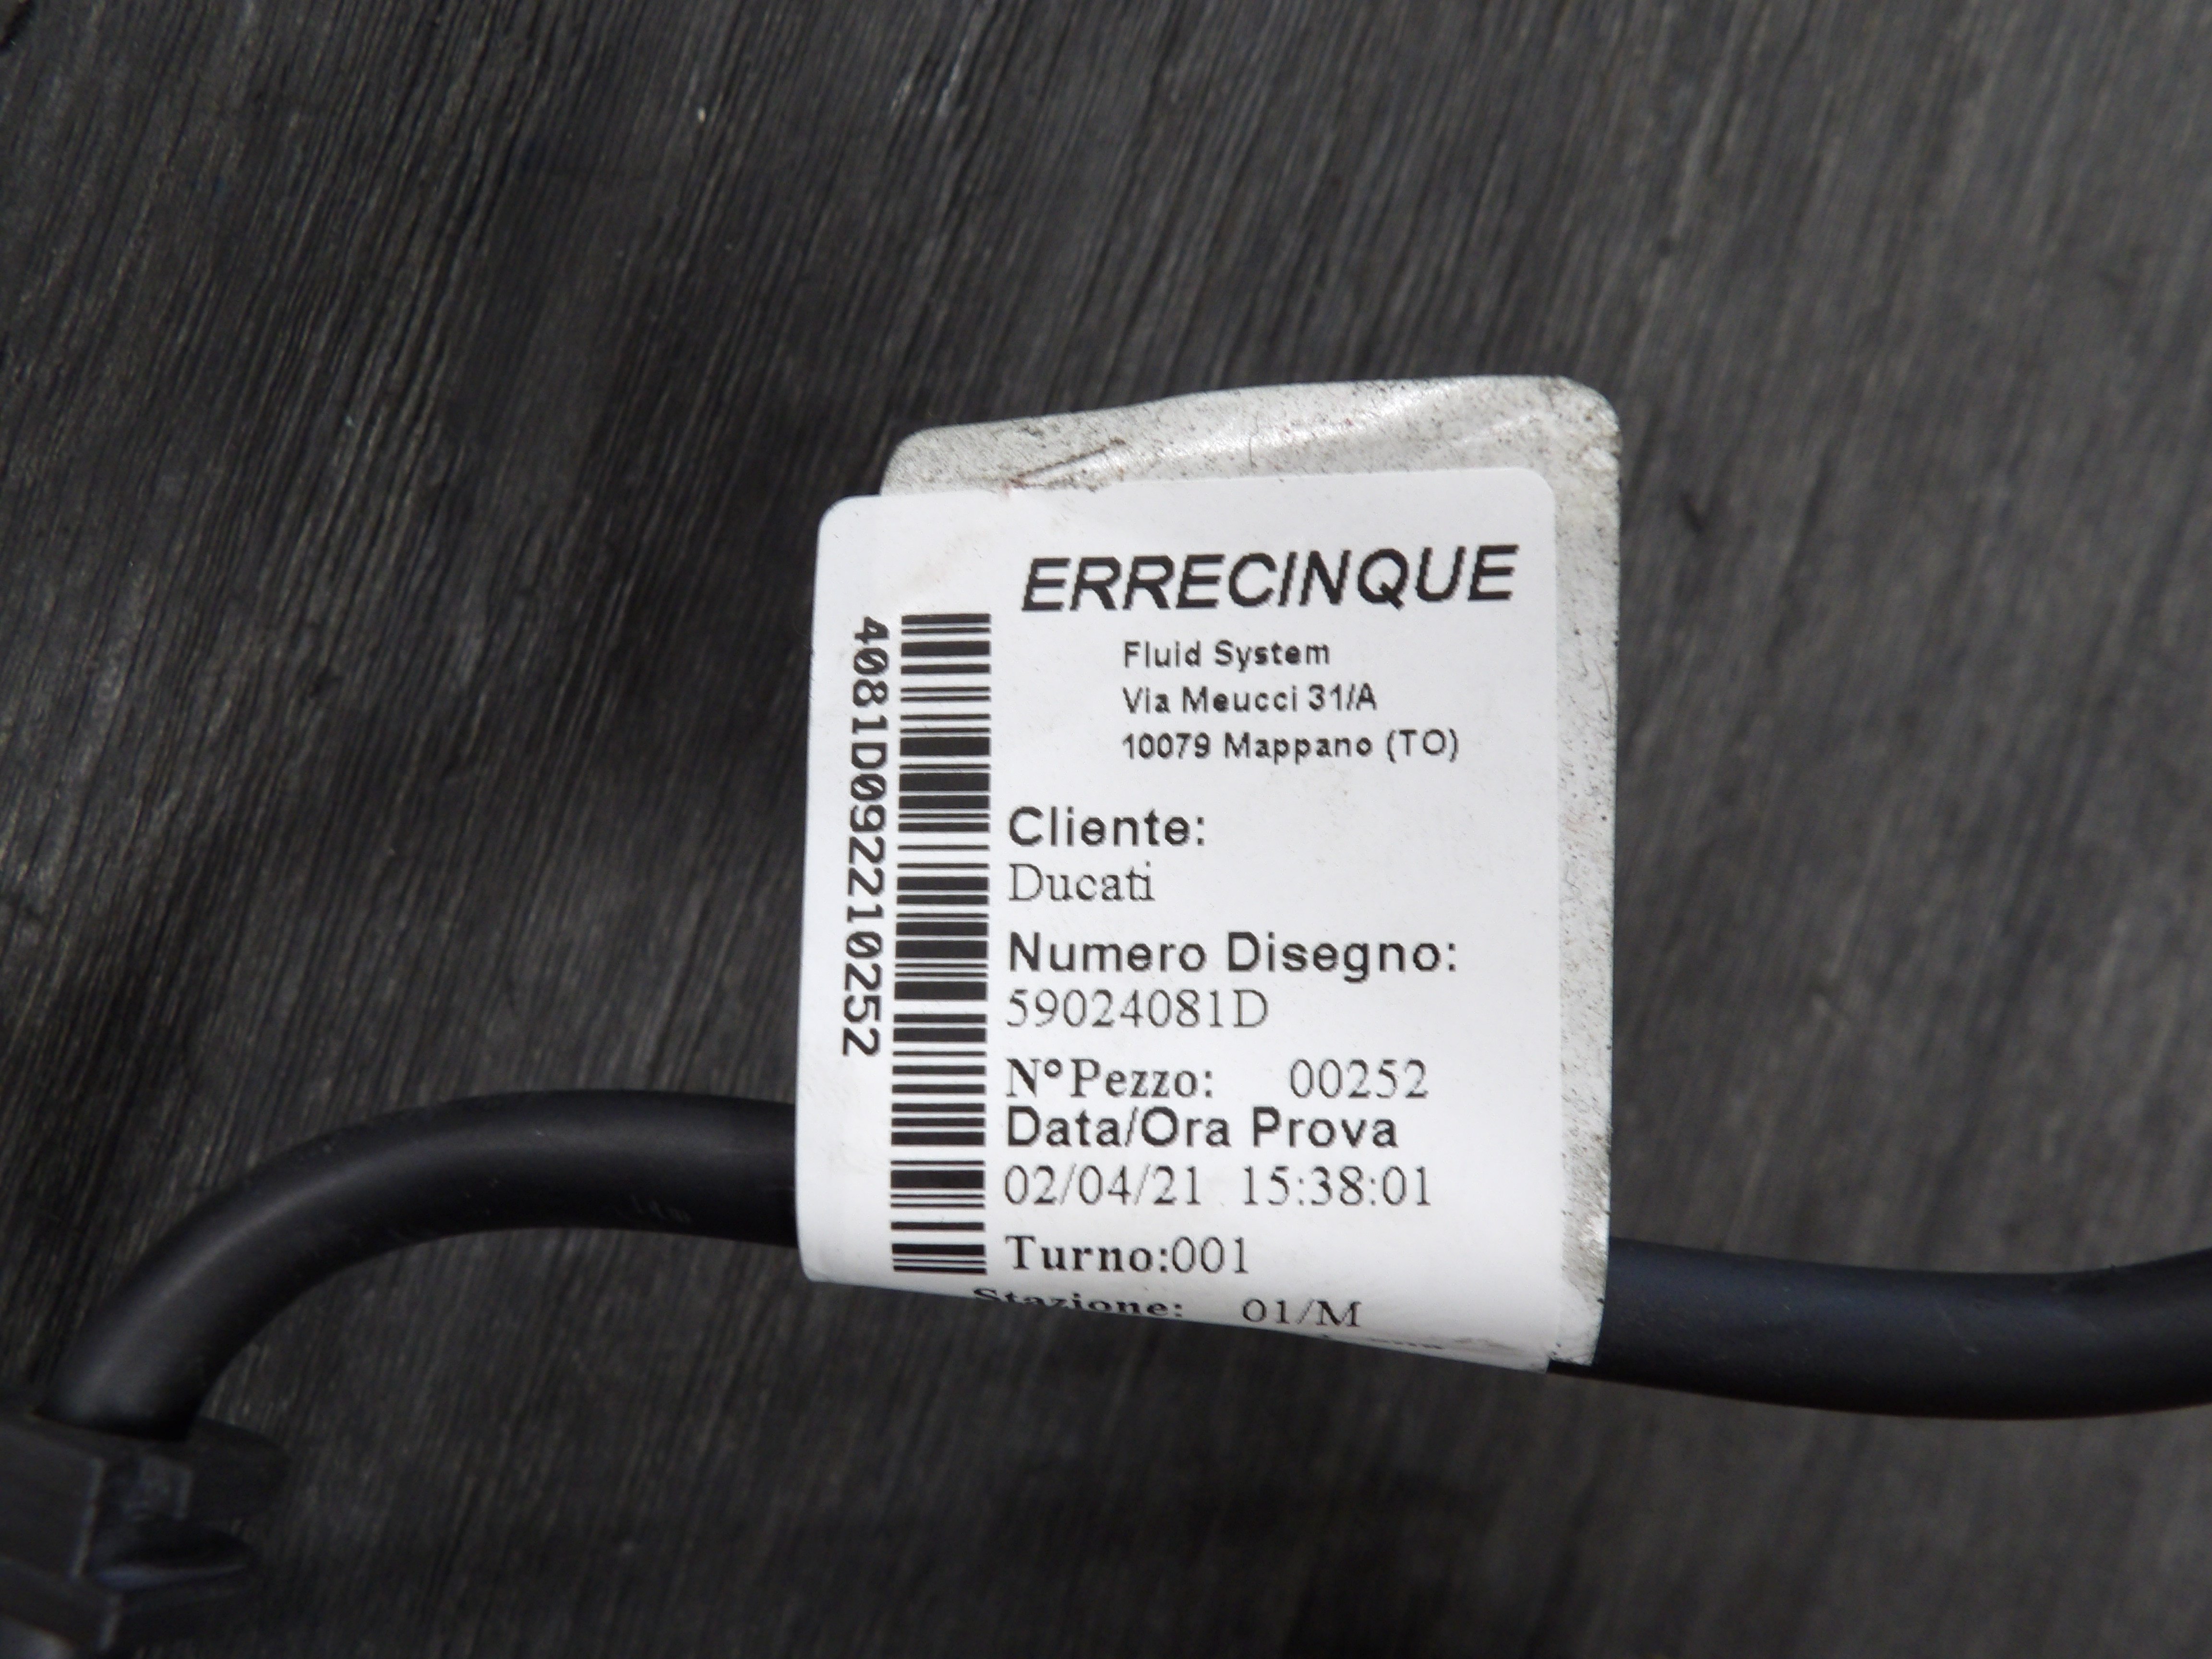 ERRECINQUE
Fluid System
Via Meucci 31/A
10079 Mappano (TO)
4081D092210252
Cliente:
Ducati
Numero Disegno:
59024081D
N°Pezzo: 00252
Data/Ora Prova
02/04/21 15:38:01
Turno:001
Stazione: 01/M